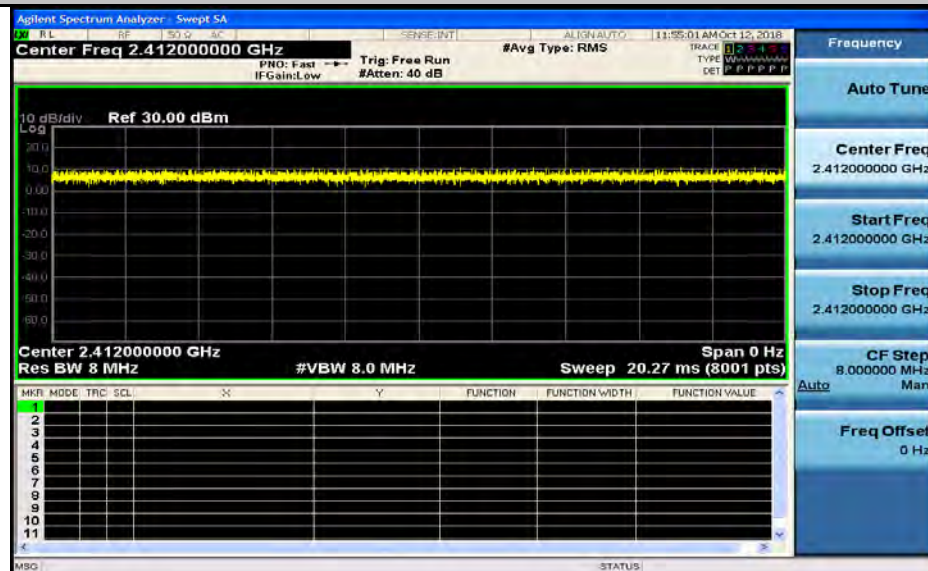 Agilent Spectrum Analyzer - Swept SA
LXI RL RF 50 Ω AC SENSE:INT ALIGN AUTO 11:55:01 AM Oct 12, 2018
Center Freq 2.412000000 GHz
#Avg Type: RMS
TRACE 1 2 3 4 5 6
PNO: Fast
Trig: Free Run
TYPE
IFGain:Low
#Atten: 40 dB
DET P P P P P P
10 dB/div Ref 30.00 dBm
Log
20.0
10.0
0.00
-10.0
-20.0
-30.0
-40.0
-50.0
-60.0
Center 2.412000000 GHz Span 0 Hz
Res BW 8 MHz #VBW 8.0 MHz Sweep 20.27 ms (8001 pts)
MKR MODE TRC SCL X Y FUNCTION FUNCTION WIDTH FUNCTION VALUE
1
2
3
4
5
6
7
8
9
10
11
MSG STATUS
Frequency
Auto Tune
Center Freq
2.412000000 GHz
Start Freq
2.412000000 GHz
Stop Freq
2.412000000 GHz
CF Step
8.000000 MHz
Auto Man
Freq Offset
0 Hz